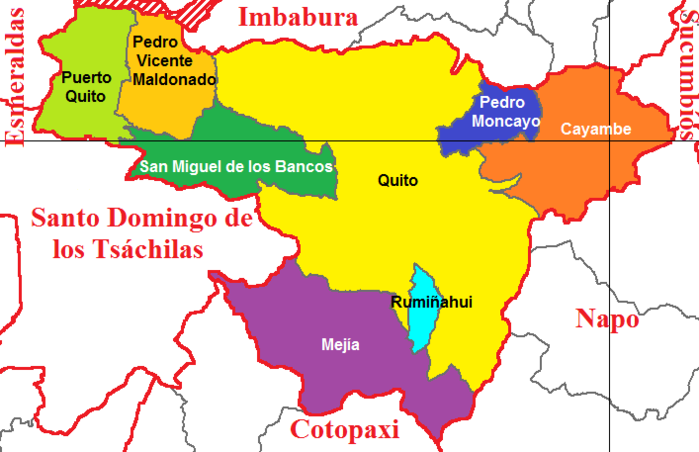 Imbabura
Esmeraldas
Sucumbíos
Pedro
Vicente
Maldonado
Puerto
Quito
Pedro
Moncayo
Cayambe
San Miguel de los Bancos
Quito
Santo Domingo de
los Tsáchilas
Rumiñahui
Napo
Mejía
Cotopaxi